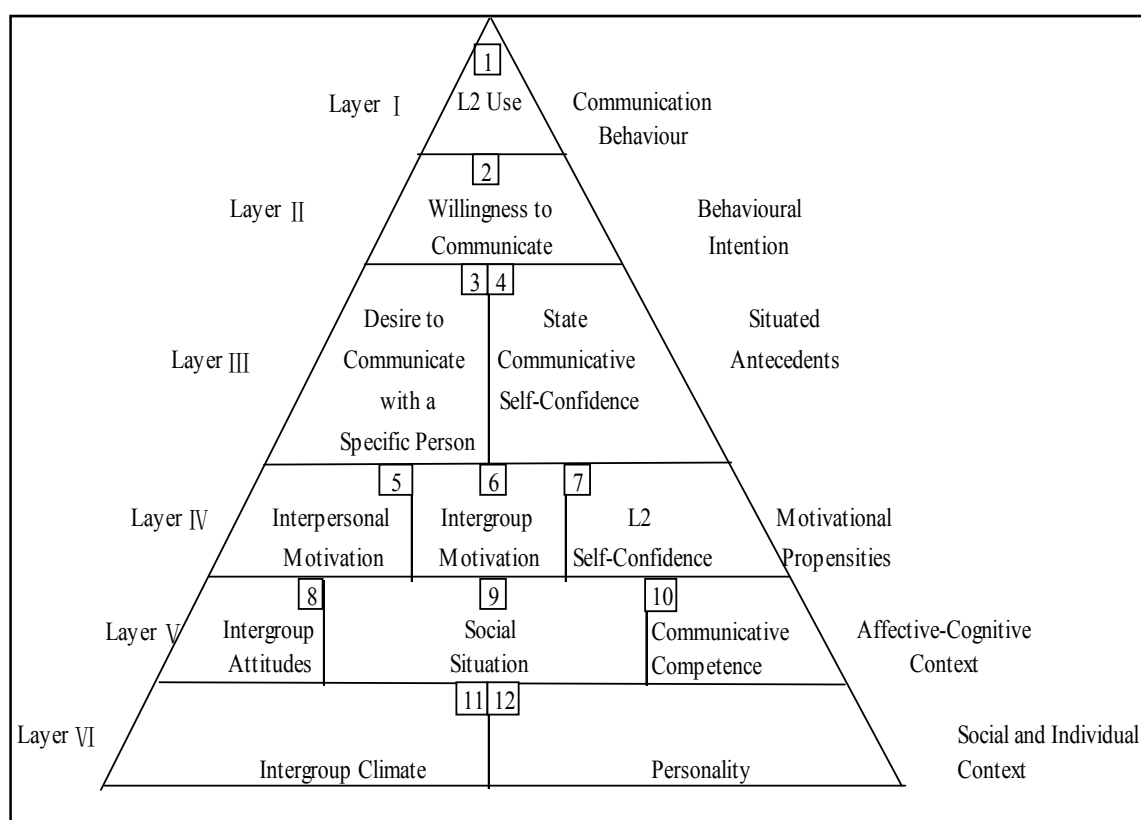 1
Layer Ⅰ L2 Use Communication
Behaviour
2
Layer Ⅱ Willingness to Behavioural
Communicate Intention
3 4
Desire to State Situated
Layer Ⅲ Communicate Communicative Antecedents
with a Self-Confidence
Specific Person
5 6 7
Layer Ⅳ Interpersonal Intergroup L2 Motivational
Motivation Motivation Self-Confidence Propensities
8 9 10
Layer Ⅴ Intergroup Social Communicative Affective-Cognitive
Attitudes Situation Competence Context
11 12
Layer Ⅵ Social and Individual
Intergroup Climate Personality Context